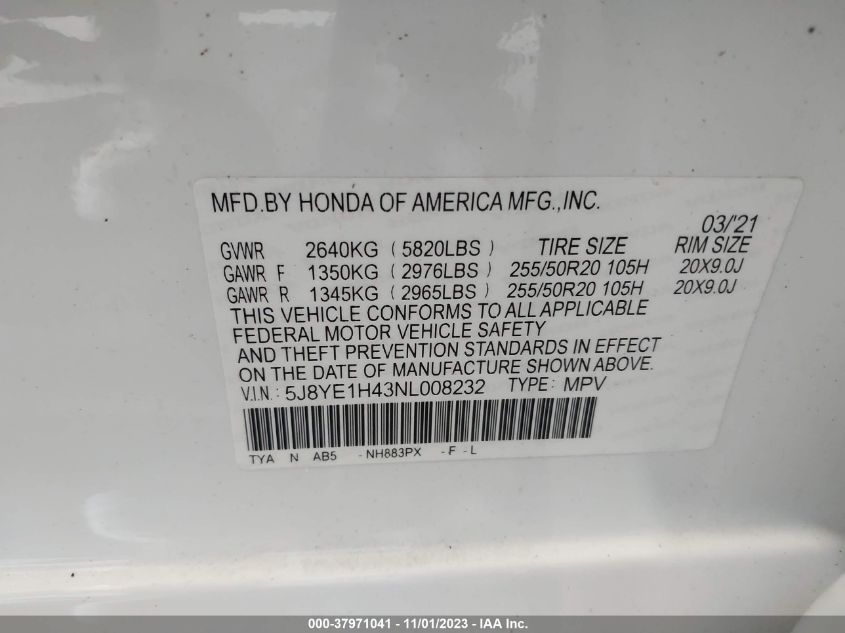 MFD.BY HONDA OF AMERICA MFG.,INC.
03/'21
GVWR 2640KG ( 5820LBS ) TIRE SIZE RIM SIZE
GAWR F 1350KG ( 2976LBS ) 255/50R20 105H 20X9.0J
GAWR R 1345KG ( 2965LBS ) 255/50R20 105H 20X9.0J
THIS VEHICLE CONFORMS TO ALL APPLICABLE
FEDERAL MOTOR VEHICLE SAFETY
AND THEFT PREVENTION STANDARDS IN EFFECT
ON THE DATE OF MANUFACTURE SHOWN ABOVE.
V.I.N: 5J8YE1H43NL008232 TYPE: MPV
TYA N AB5 -NH883PX -F -L
000-37971041 - 11/01/2023 - IAA Inc.